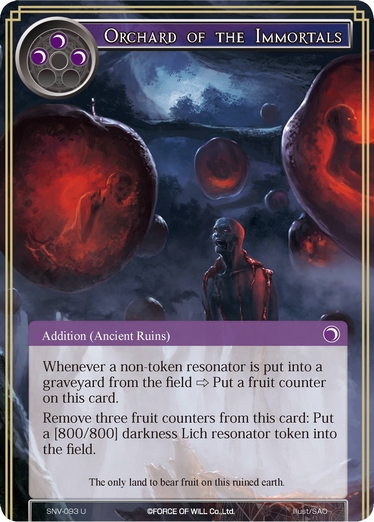 Orchard of the Immortals
Addition (Ancient Ruins)
Whenever a non-token resonator is put into a
graveyard from the field ⇨ Put a fruit counter
on this card.
Remove three fruit counters from this card: Put
a [800/800] darkness Lich resonator token into
the field.
The only land to bear fruit on this ruined earth.
SNV-093 U ©FORCE OF WILL Co.,Ltd. Illust/SAO